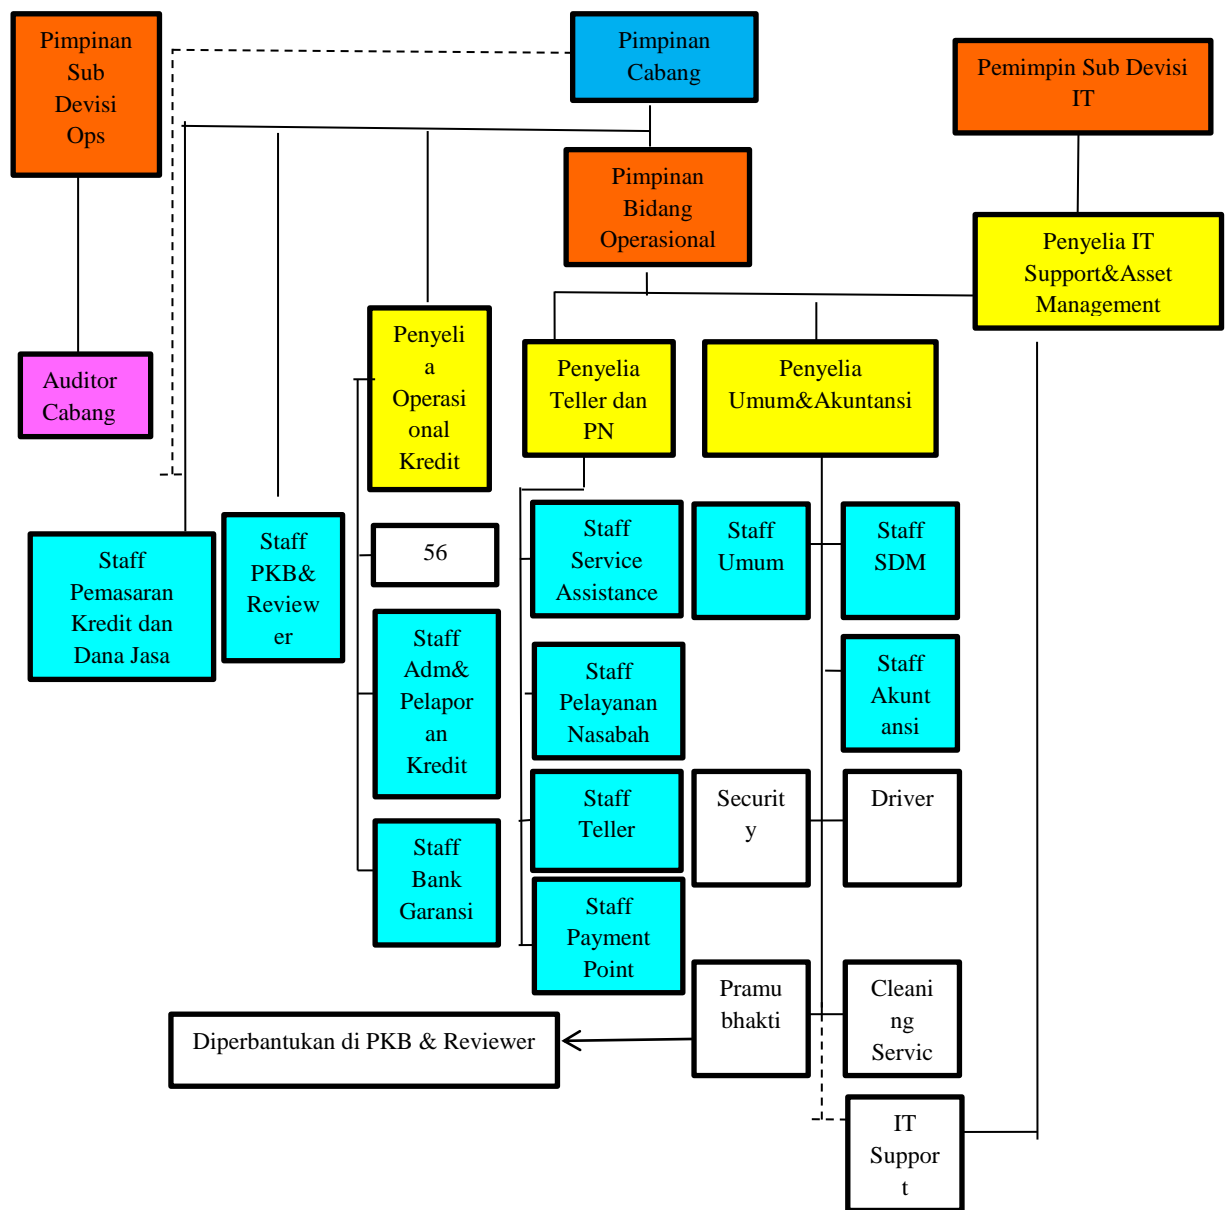 Pimpinan
Sub
Devisi
Ops
Pimpinan
Cabang
Pemimpin Sub Devisi
IT
Pimpinan
Bidang
Operasional
Penyelia IT
Support&Asset
Management
Auditor
Cabang
Penyeli
a
Operasi
onal
Kredit
Penyelia
Teller dan
PN
Penyelia
Umum&Akuntansi
Staff
Pemasaran
Kredit dan
Dana Jasa
Staff
PKB&
Review
er
56
Staff
Adm&
Pelapor
an
Kredit
Staff
Bank
Garansi
Staff
Service
Assistance
Staff
Pelayanan
Nasabah
Staff
Teller
Staff
Payment
Point
Staff
Umum
Staff
SDM
Staff
Akunt
ansi
Securit
y
Driver
Pramu
bhakti
Cleani
ng
Servic
Diperbantukan di PKB & Reviewer
IT
Suppor
t